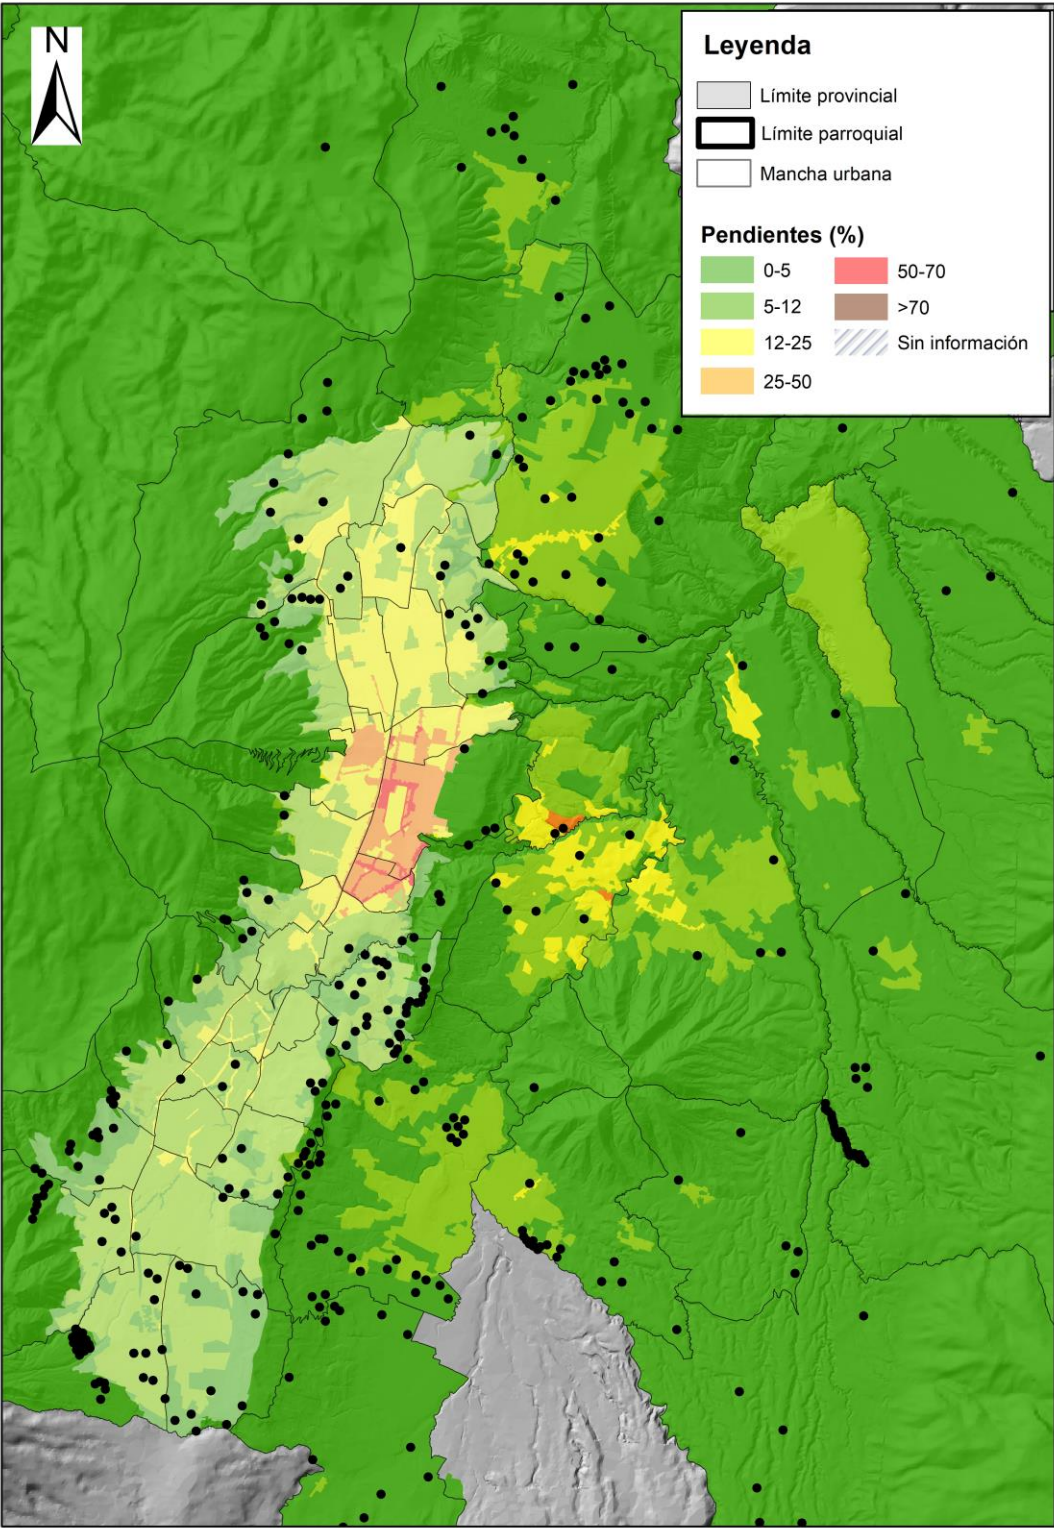 N
Leyenda
Límite provincial
Límite parroquial
Mancha urbana
Pendientes (%)
0-5 50-70
5-12 >70
12-25 Sin información
25-50